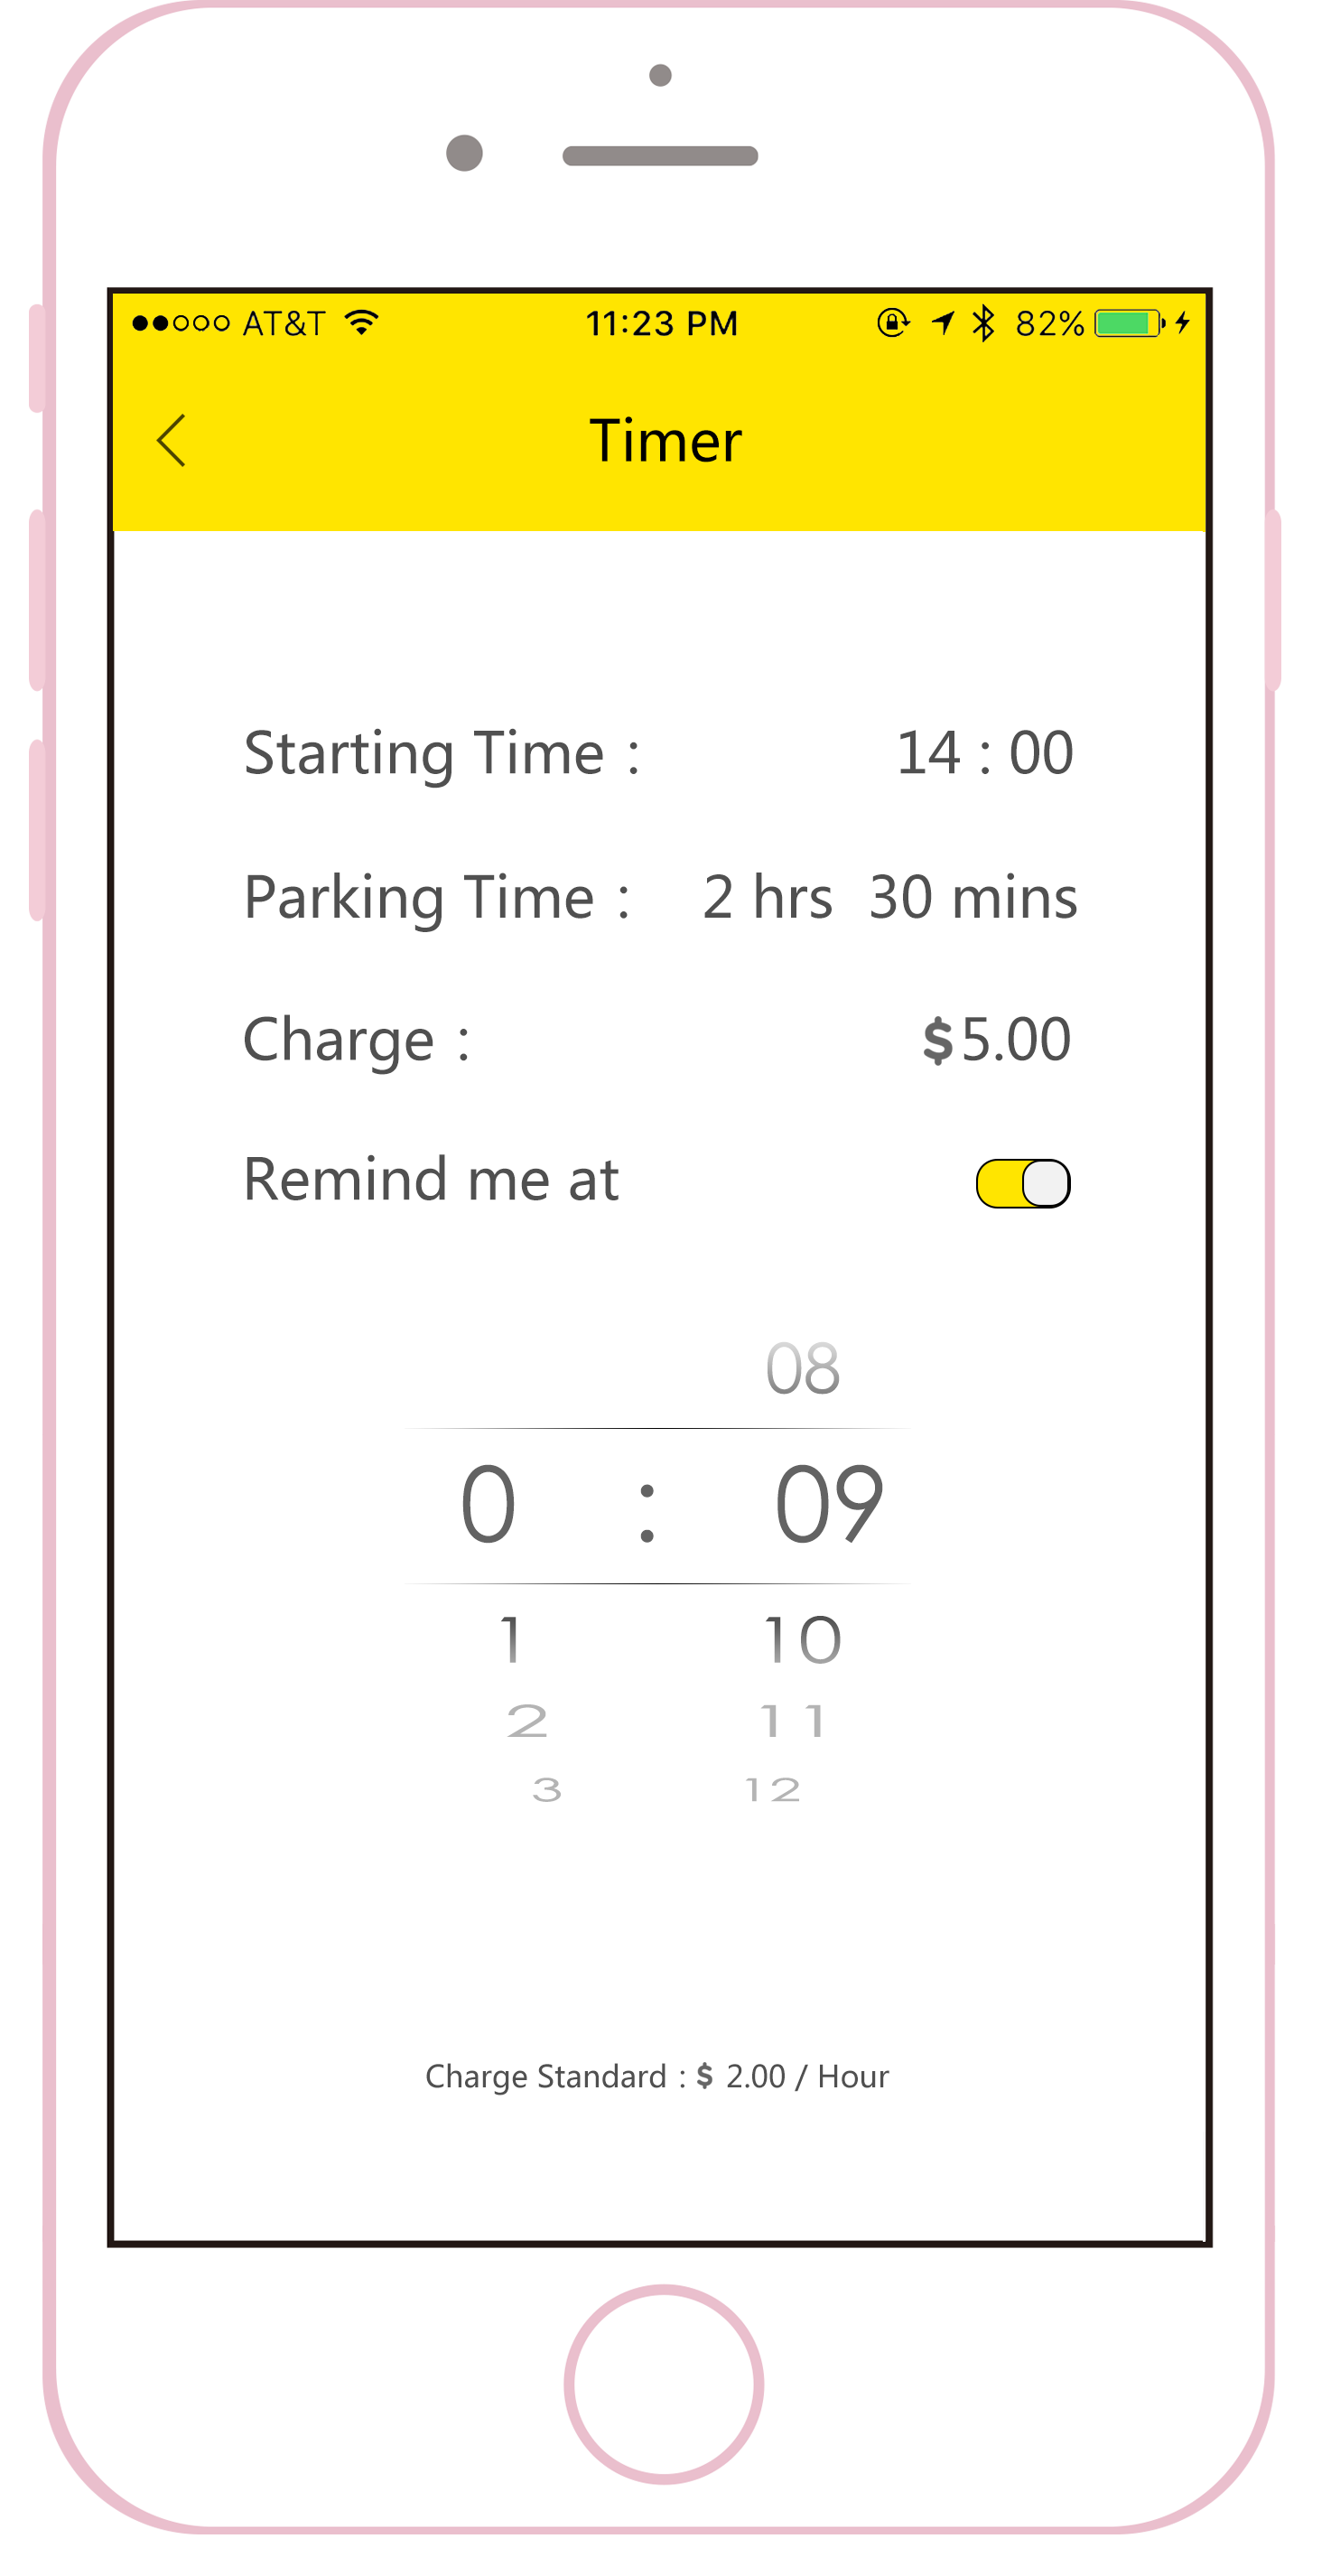 AT&T 11:23 PM 82%
Timer
Starting Time : 14 : 00
Parking Time : 2 hrs 30 mins
Charge : $5.00
Remind me at
08
0 : 09
1 10
2 11
3 12
Charge Standard : $ 2.00 / Hour